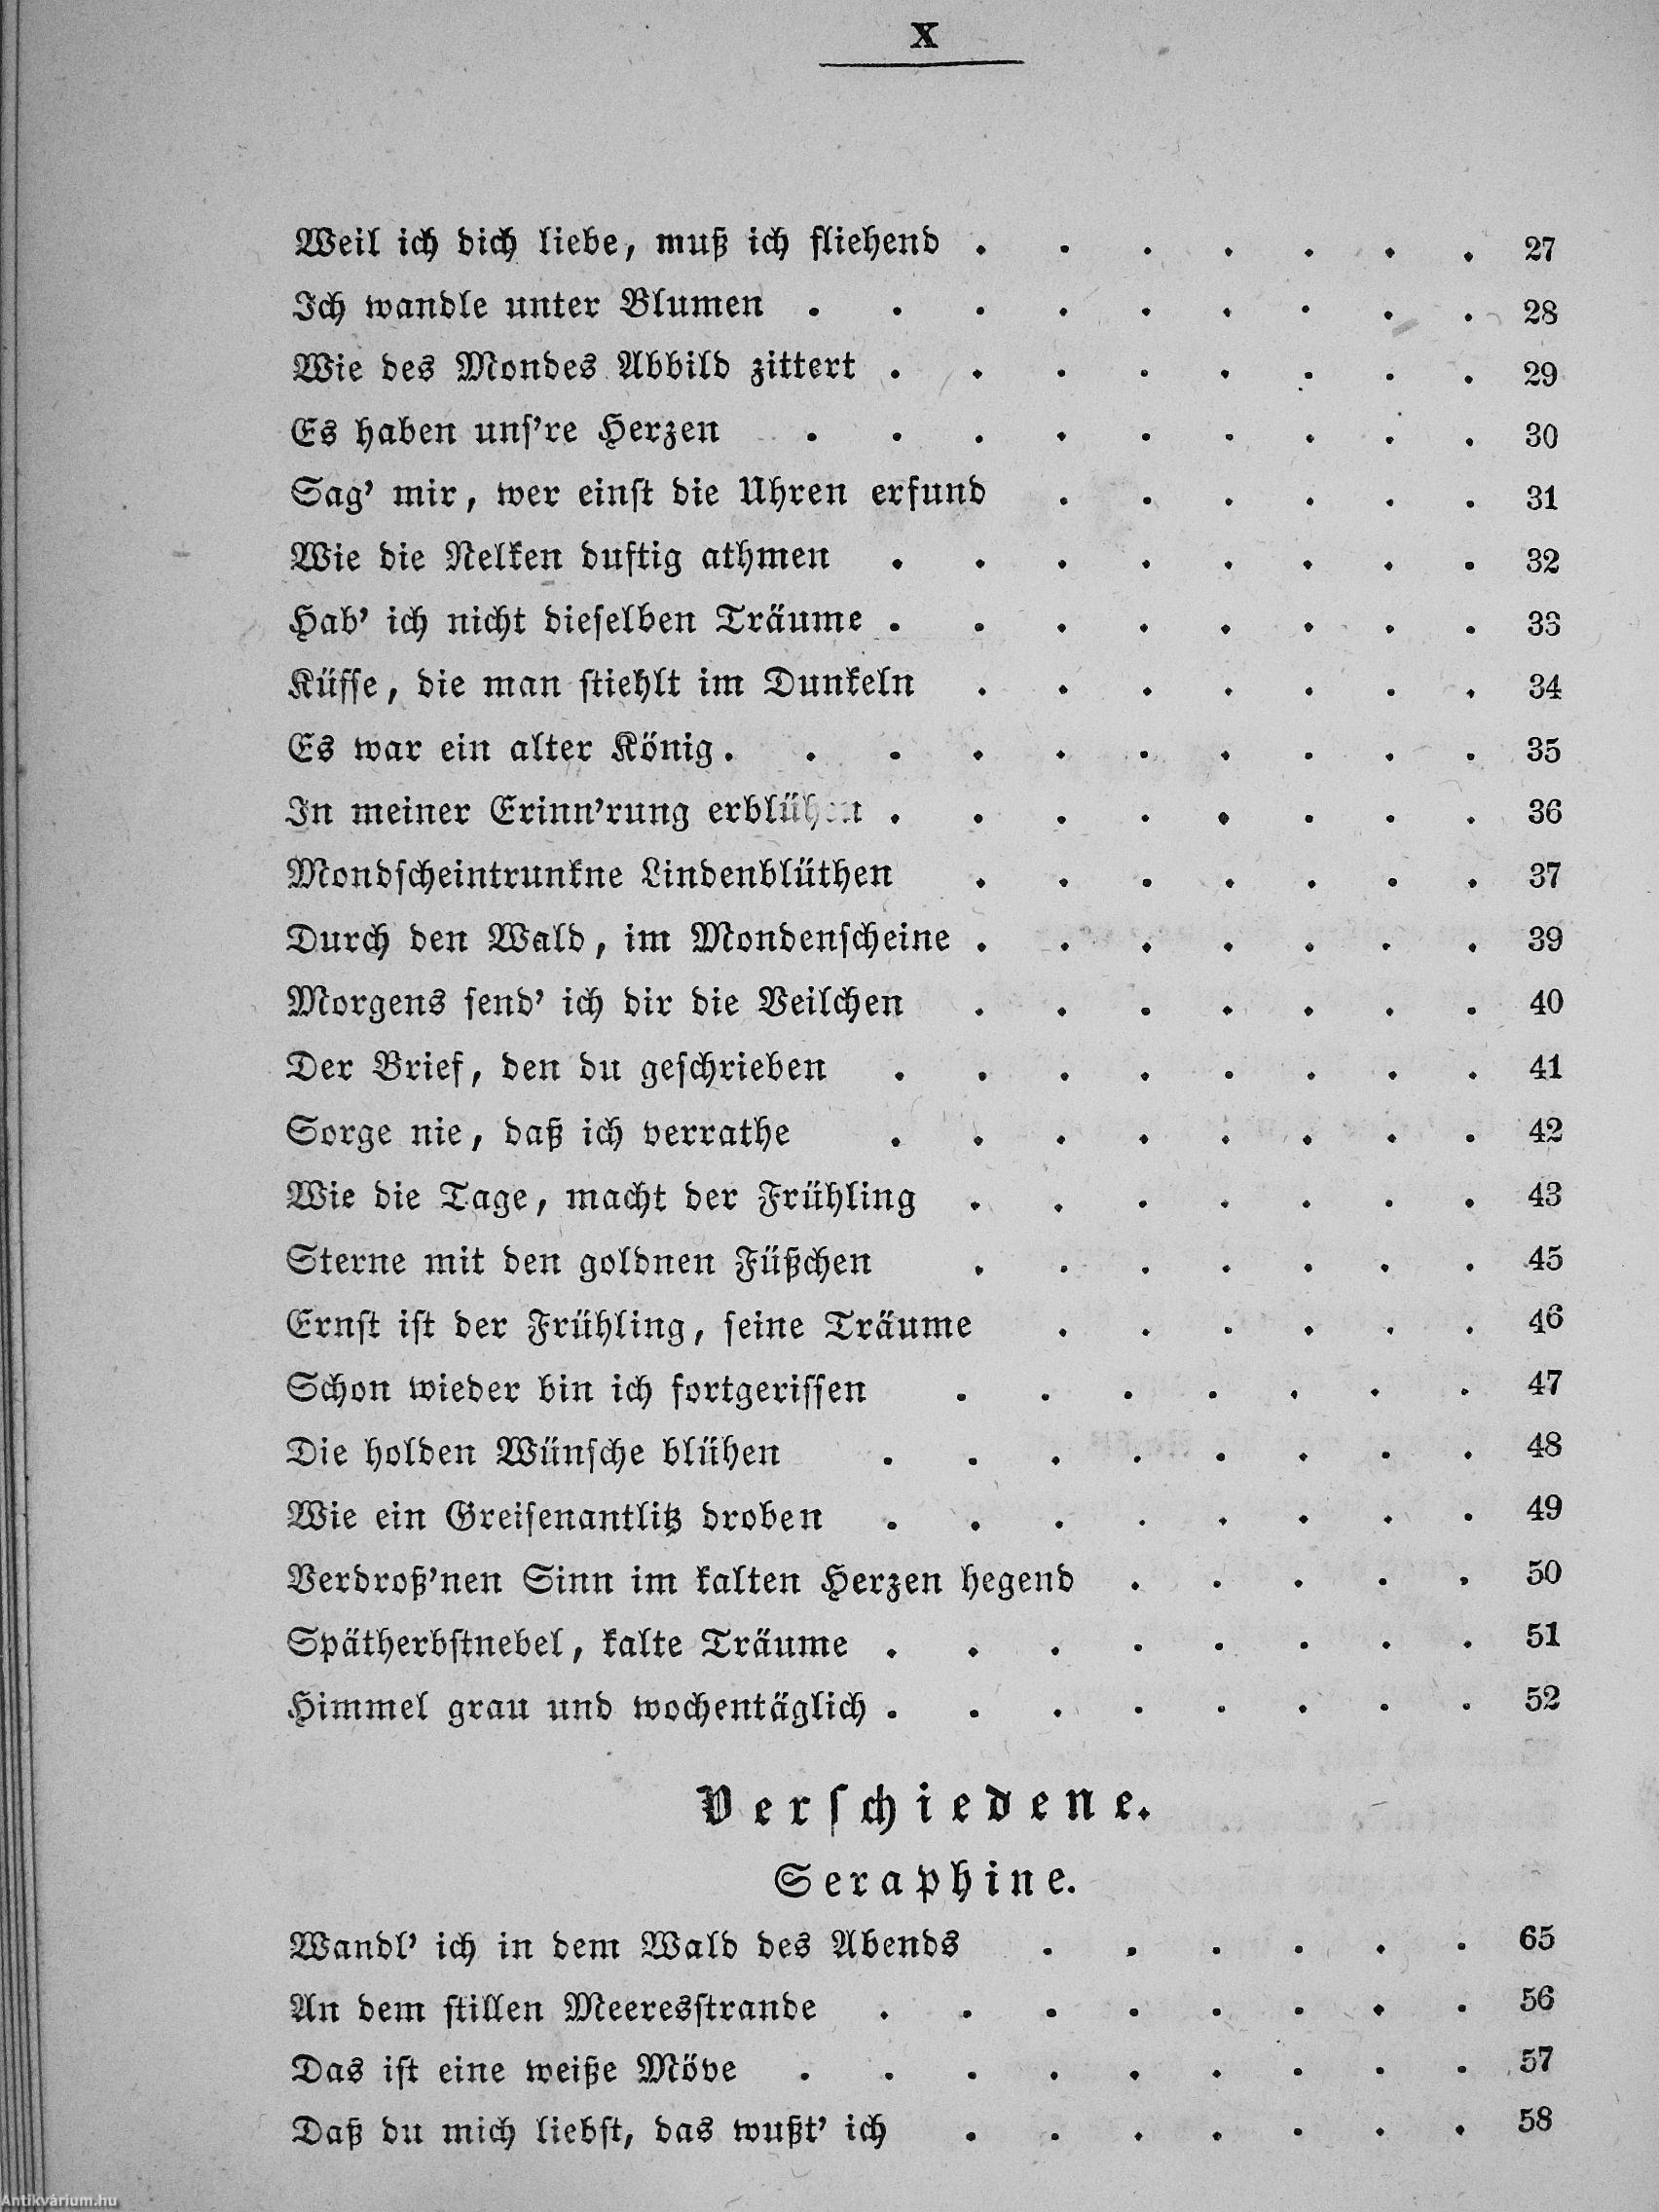 X
Weil ich dich liebe, muß ich fliehend . . . . . . . 27
Ich wandle unter Blumen . . . . . . . . . 28
Wie des Mondes Abbild zittert . . . . . . . . 29
Es haben uns're Herzen . . . . . . . . . 30
Sag' mir, wer einst die Uhren erfund . . . . . . 31
Wie die Nelken duftig athmen . . . . . . . . 32
Hab' ich nicht dieselben Träume . . . . . . . . 33
Küsse, die man stiehlt im Dunkeln . . . . . . . 34
Es war ein alter König . . . . . . . . . . 35
In meiner Erinn'rung erblühen . . . . . . . . 36
Mondscheintrunkne Lindenblüthen . . . . . . . 37
Durch den Wald, im Mondenscheine . . . . . . . 39
Morgens send' ich dir die Veilchen . . . . . . . 40
Der Brief, den du geschrieben . . . . . . . . 41
Sorge nie, daß ich verrathe . . . . . . . . 42
Wie die Tage, macht der Frühling . . . . . . . 43
Sterne mit den goldnen Füßchen . . . . . . . 45
Ernst ist der Frühling, seine Träume . . . . . . 46
Schon wieder bin ich fortgerissen . . . . . . . 47
Die holden Wünsche blühen . . . . . . . . 48
Wie ein Greisenantlitz droben . . . . . . . . 49
Verdroß'nen Sinn im kalten Herzen hegend . . . . . 50
Spätherbstnebel, kalte Träume . . . . . . . . 51
Himmel grau und wochentäglich . . . . . . . . 52
Verschiedene.
Seraphine.
Wandl' ich in dem Wald des Abends . . . . . . 65
An dem stillen Meeresstrande . . . . . . . . 56
Das ist eine weiße Möve . . . . . . . . . 57
Daß du mich liebst, das wußt' ich . . . . . . . 58
Antikvárium.hu